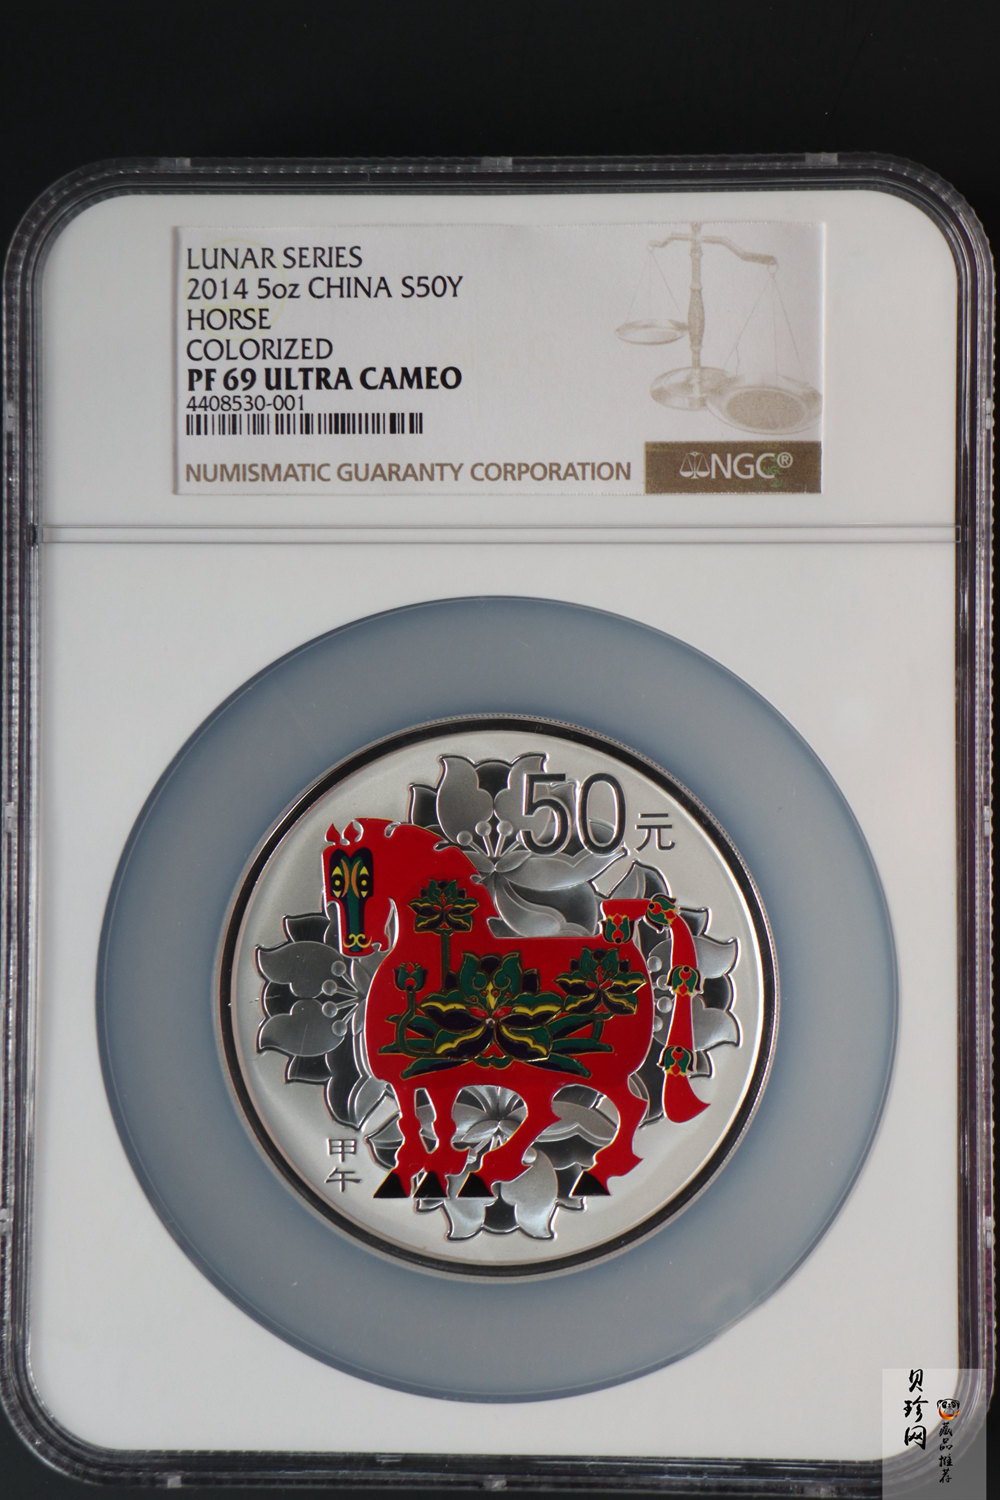 LUNAR SERIES
2014 5oz CHINA S50Y
HORSE
COLORIZED
PF 69 ULTRA CAMEO
4408530-001
NUMISMATIC GUARANTY CORPORATION
NGC®
50元
甲午
贝珍网
藏品推荐